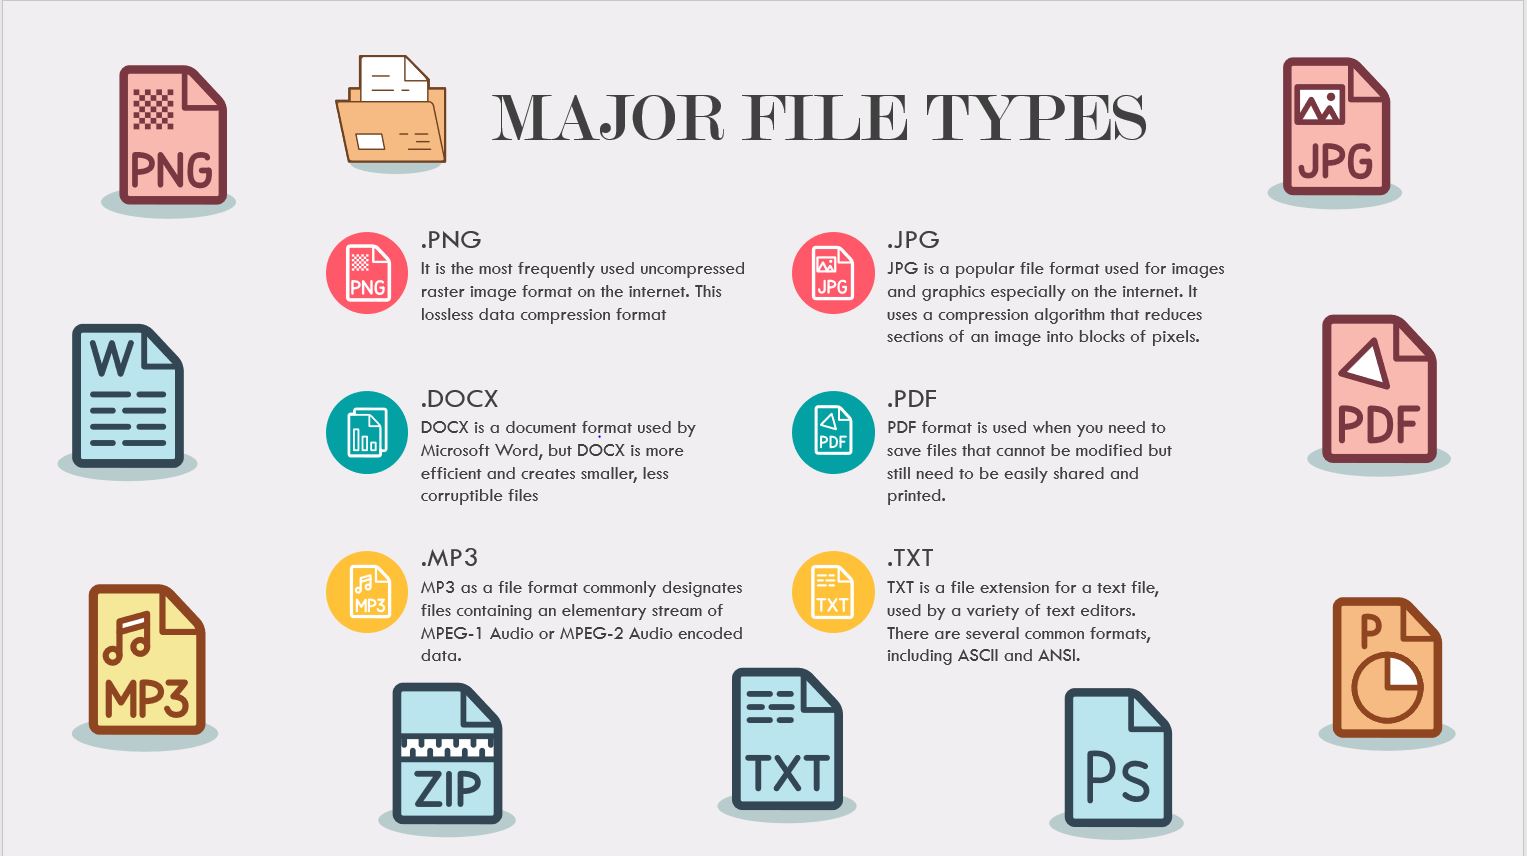 MAJOR FILE TYPES
PNG
JPG
PNG
.PNG
It is the most frequently used uncompressed
raster image format on the internet. This
lossless data compression format
JPG
.JPG
JPG is a popular file format used for images
and graphics especially on the internet. It
uses a compression algorithm that reduces
sections of an image into blocks of pixels.
W
.DOCX
DOCX is a document format used by
Microsoft Word, but DOCX is more
efficient and creates smaller, less
corruptible files
PDF
.PDF
PDF format is used when you need to
save files that cannot be modified but
still need to be easily shared and
printed.
PDF
MP3
MP3
.MP3
MP3 as a file format commonly designates
files containing an elementary stream of
MPEG-1 Audio or MPEG-2 Audio encoded
data.
TXT
.TXT
TXT is a file extension for a text file,
used by a variety of text editors.
There are several common formats,
including ASCII and ANSI.
P
ZIP
TXT
Ps